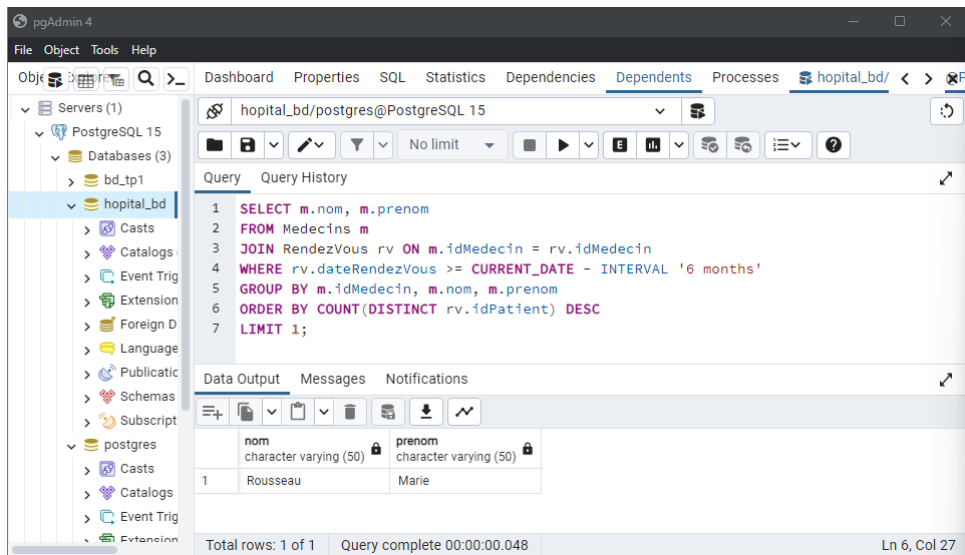 pgAdmin 4
File Object Tools Help
Dashboard Properties SQL Statistics Dependencies Dependents Processes hopital_bd/
Servers (1)
PostgreSQL 15
Databases (3)
bd_tp1
hopital_bd
Casts
Catalogs
Event Trig
Extension
Foreign D
Language
Publicatic
Schemas
Subscript
postgres
Casts
Catalogs
Event Trig
Extension
hopital_bd/postgres@PostgreSQL 15
No limit
Query Query History
1 SELECT m.nom, m.prenom
2 FROM Medecins m
3 JOIN RendezVous rv ON m.idMedecin = rv.idMedecin
4 WHERE rv.dateRendezVous >= CURRENT_DATE - INTERVAL '6 months'
5 GROUP BY m.idMedecin, m.nom, m.prenom
6 ORDER BY COUNT(DISTINCT rv.idPatient) DESC
7 LIMIT 1;
Data Output Messages Notifications
nom prenom
character varying (50) character varying (50)
1 Rousseau Marie
Total rows: 1 of 1 Query complete 00:00:00.048 Ln 6, Col 27